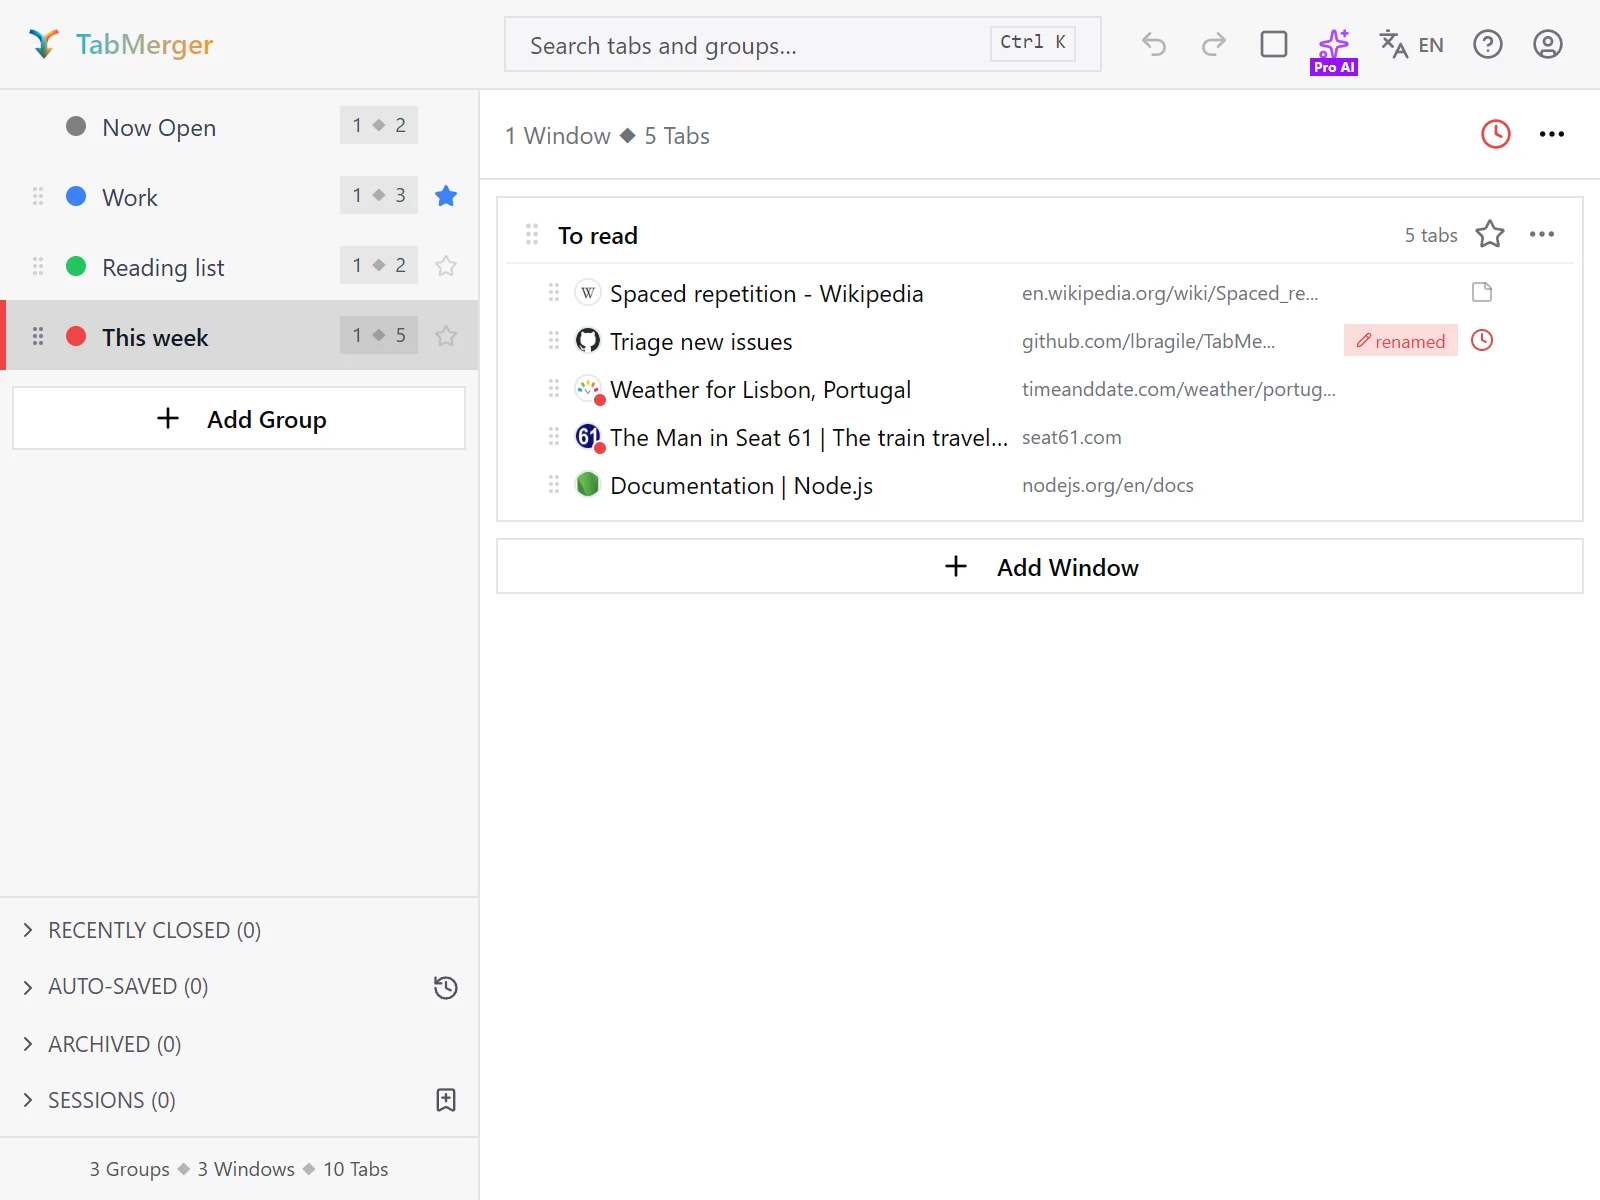 TabMerger
Search tabs and groups... Ctrl K
Pro AI
EN
Now Open 1 ◆ 2
Work 1 ◆ 3
Reading list 1 ◆ 2
This week 1 ◆ 5
+ Add Group
RECENTLY CLOSED (0)
AUTO-SAVED (0)
ARCHIVED (0)
SESSIONS (0)
3 Groups ◆ 3 Windows ◆ 10 Tabs
1 Window ◆ 5 Tabs
To read 5 tabs
W Spaced repetition - Wikipedia en.wikipedia.org/wiki/Spaced_re...
Triage new issues github.com/lbragile/TabMe... renamed
Weather for Lisbon, Portugal timeanddate.com/weather/portug...
61 The Man in Seat 61 | The train travel... seat61.com
Documentation | Node.js nodejs.org/en/docs
+ Add Window